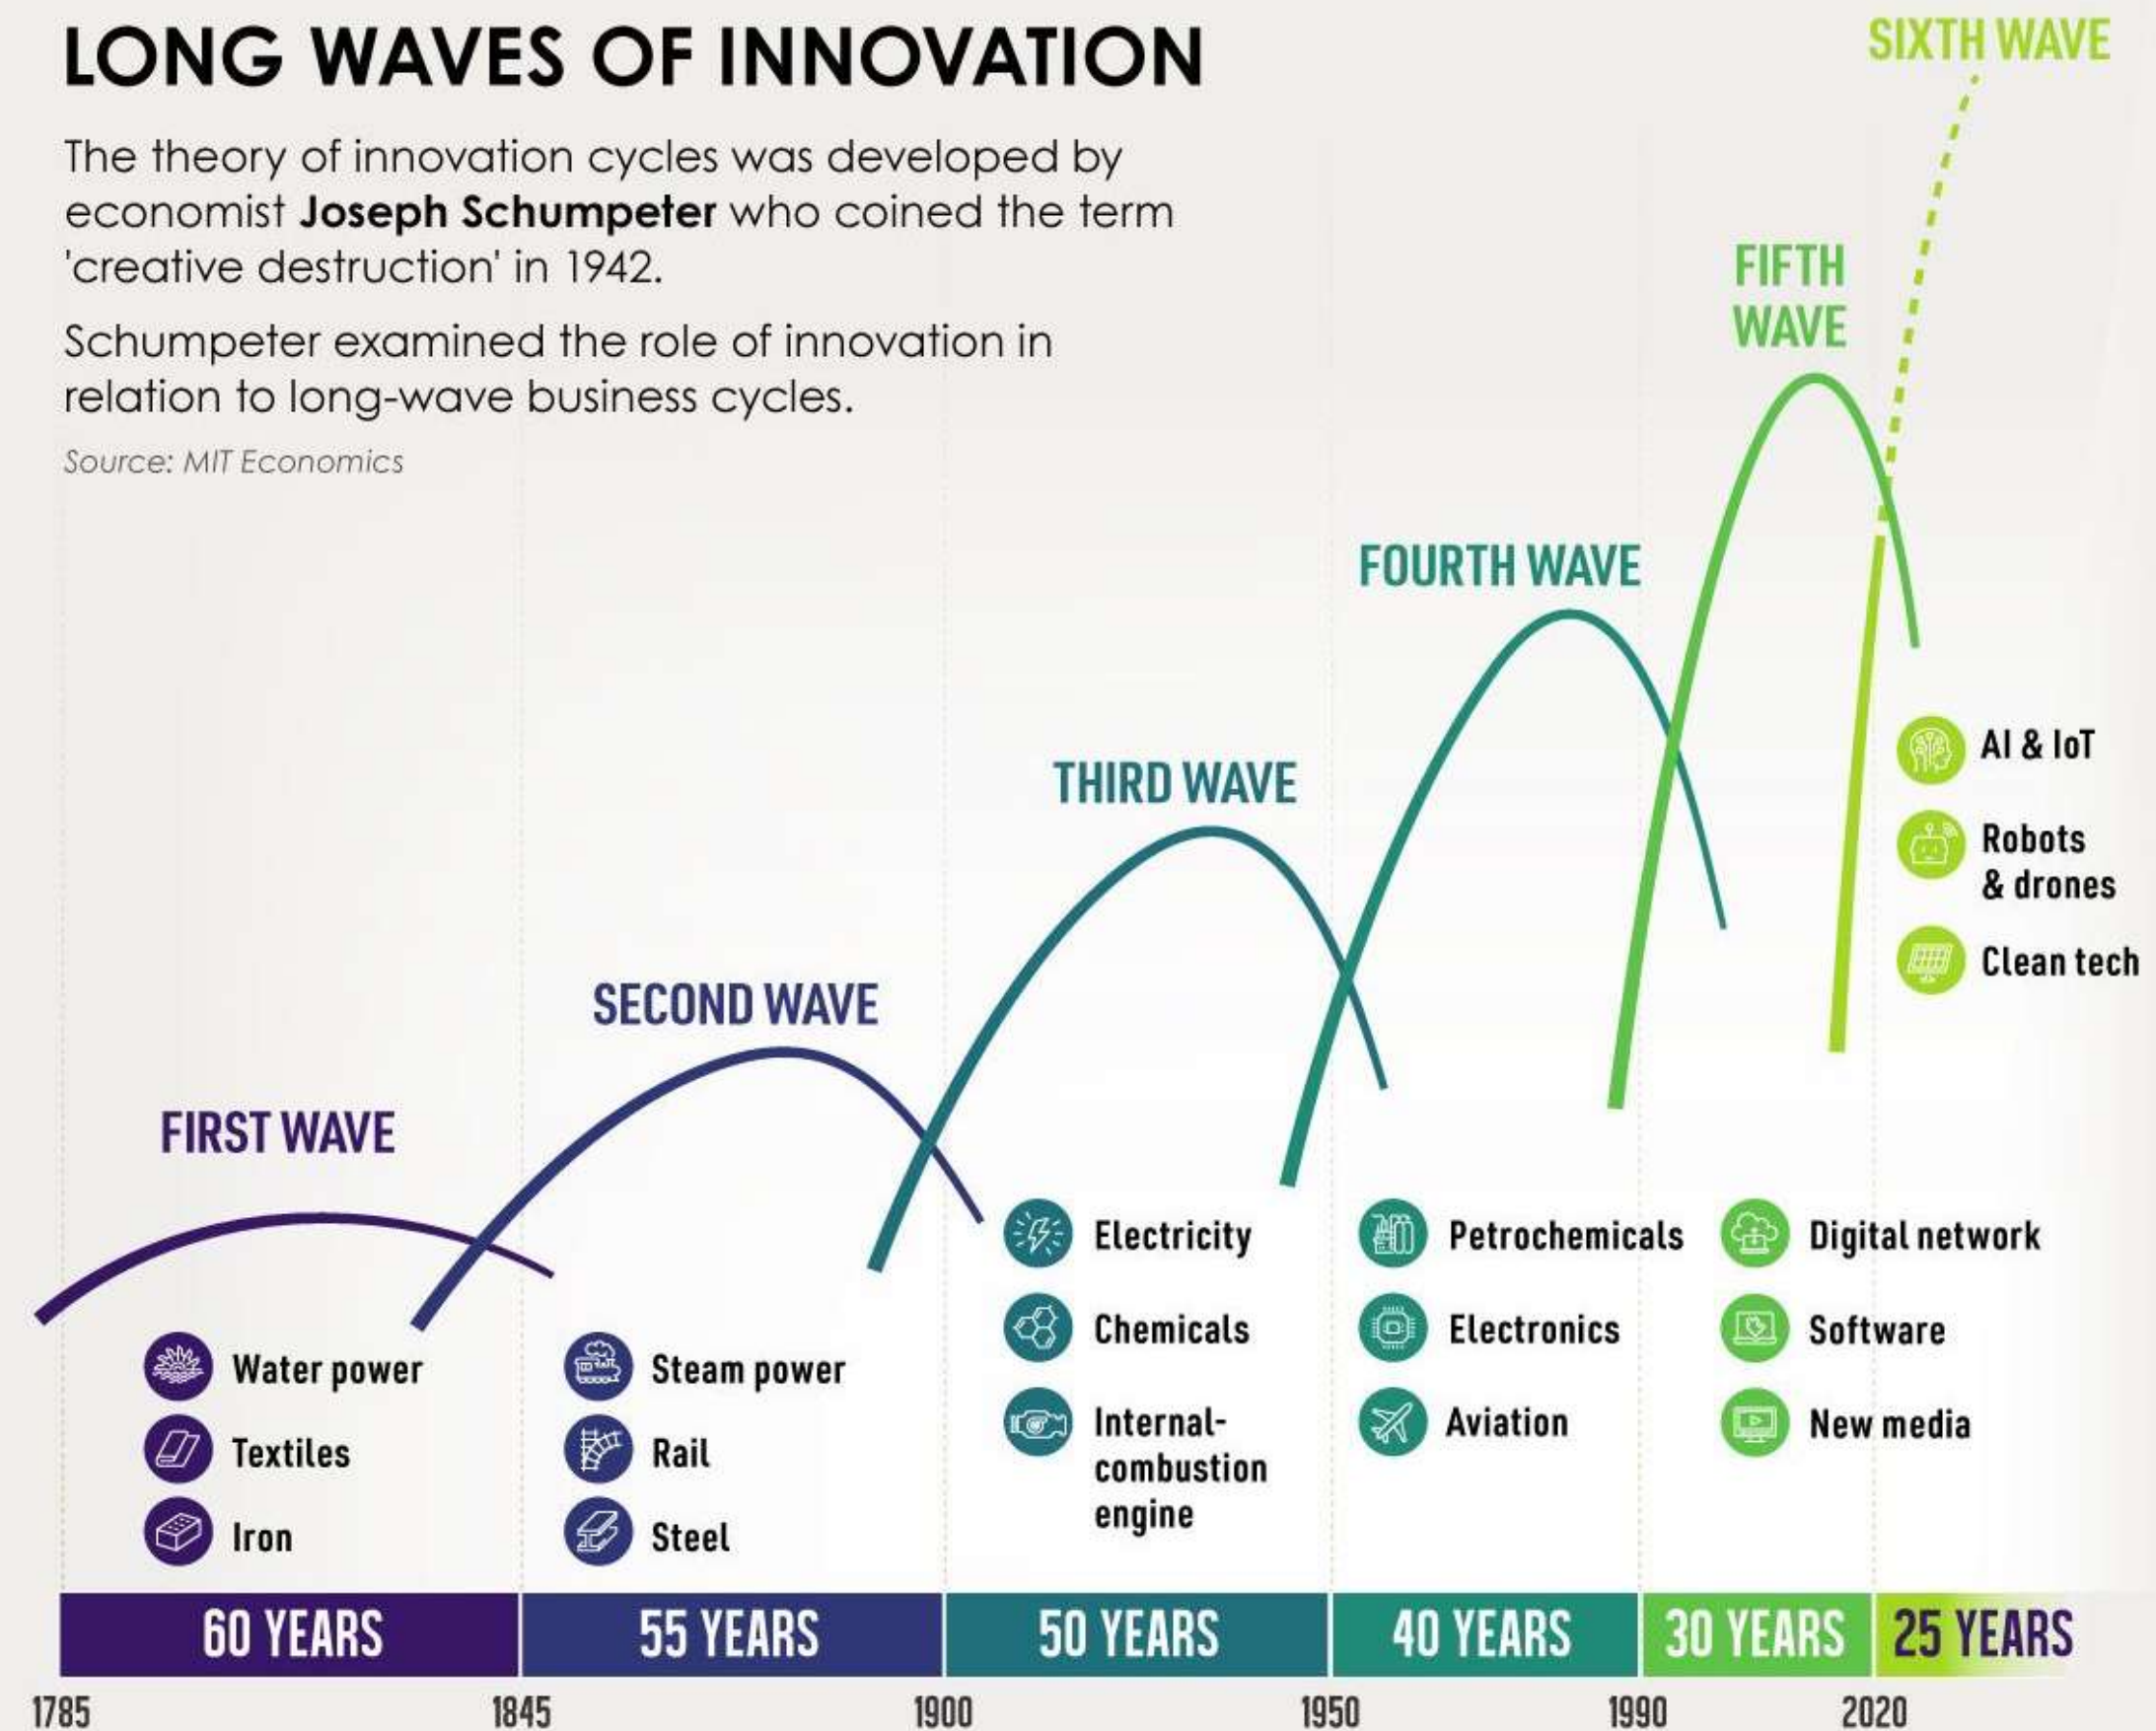 LONG WAVES OF INNOVATION
The theory of innovation cycles was developed by
economist Joseph Schumpeter who coined the term
'creative destruction' in 1942.
Schumpeter examined the role of innovation in
relation to long-wave business cycles.
Source: MIT Economics
FIRST WAVE
SECOND WAVE
THIRD WAVE
FOURTH WAVE
FIFTH
WAVE
SIXTH WAVE
Water power
Textiles
Iron
Steam power
Rail
Steel
Electricity
Chemicals
Internal-
combustion
engine
Petrochemicals
Electronics
Aviation
Digital network
Software
New media
AI & IoT
Robots
& drones
Clean tech
60 YEARS
55 YEARS
50 YEARS
40 YEARS
30 YEARS
25 YEARS
1785
1845
1900
1950
1990
2020